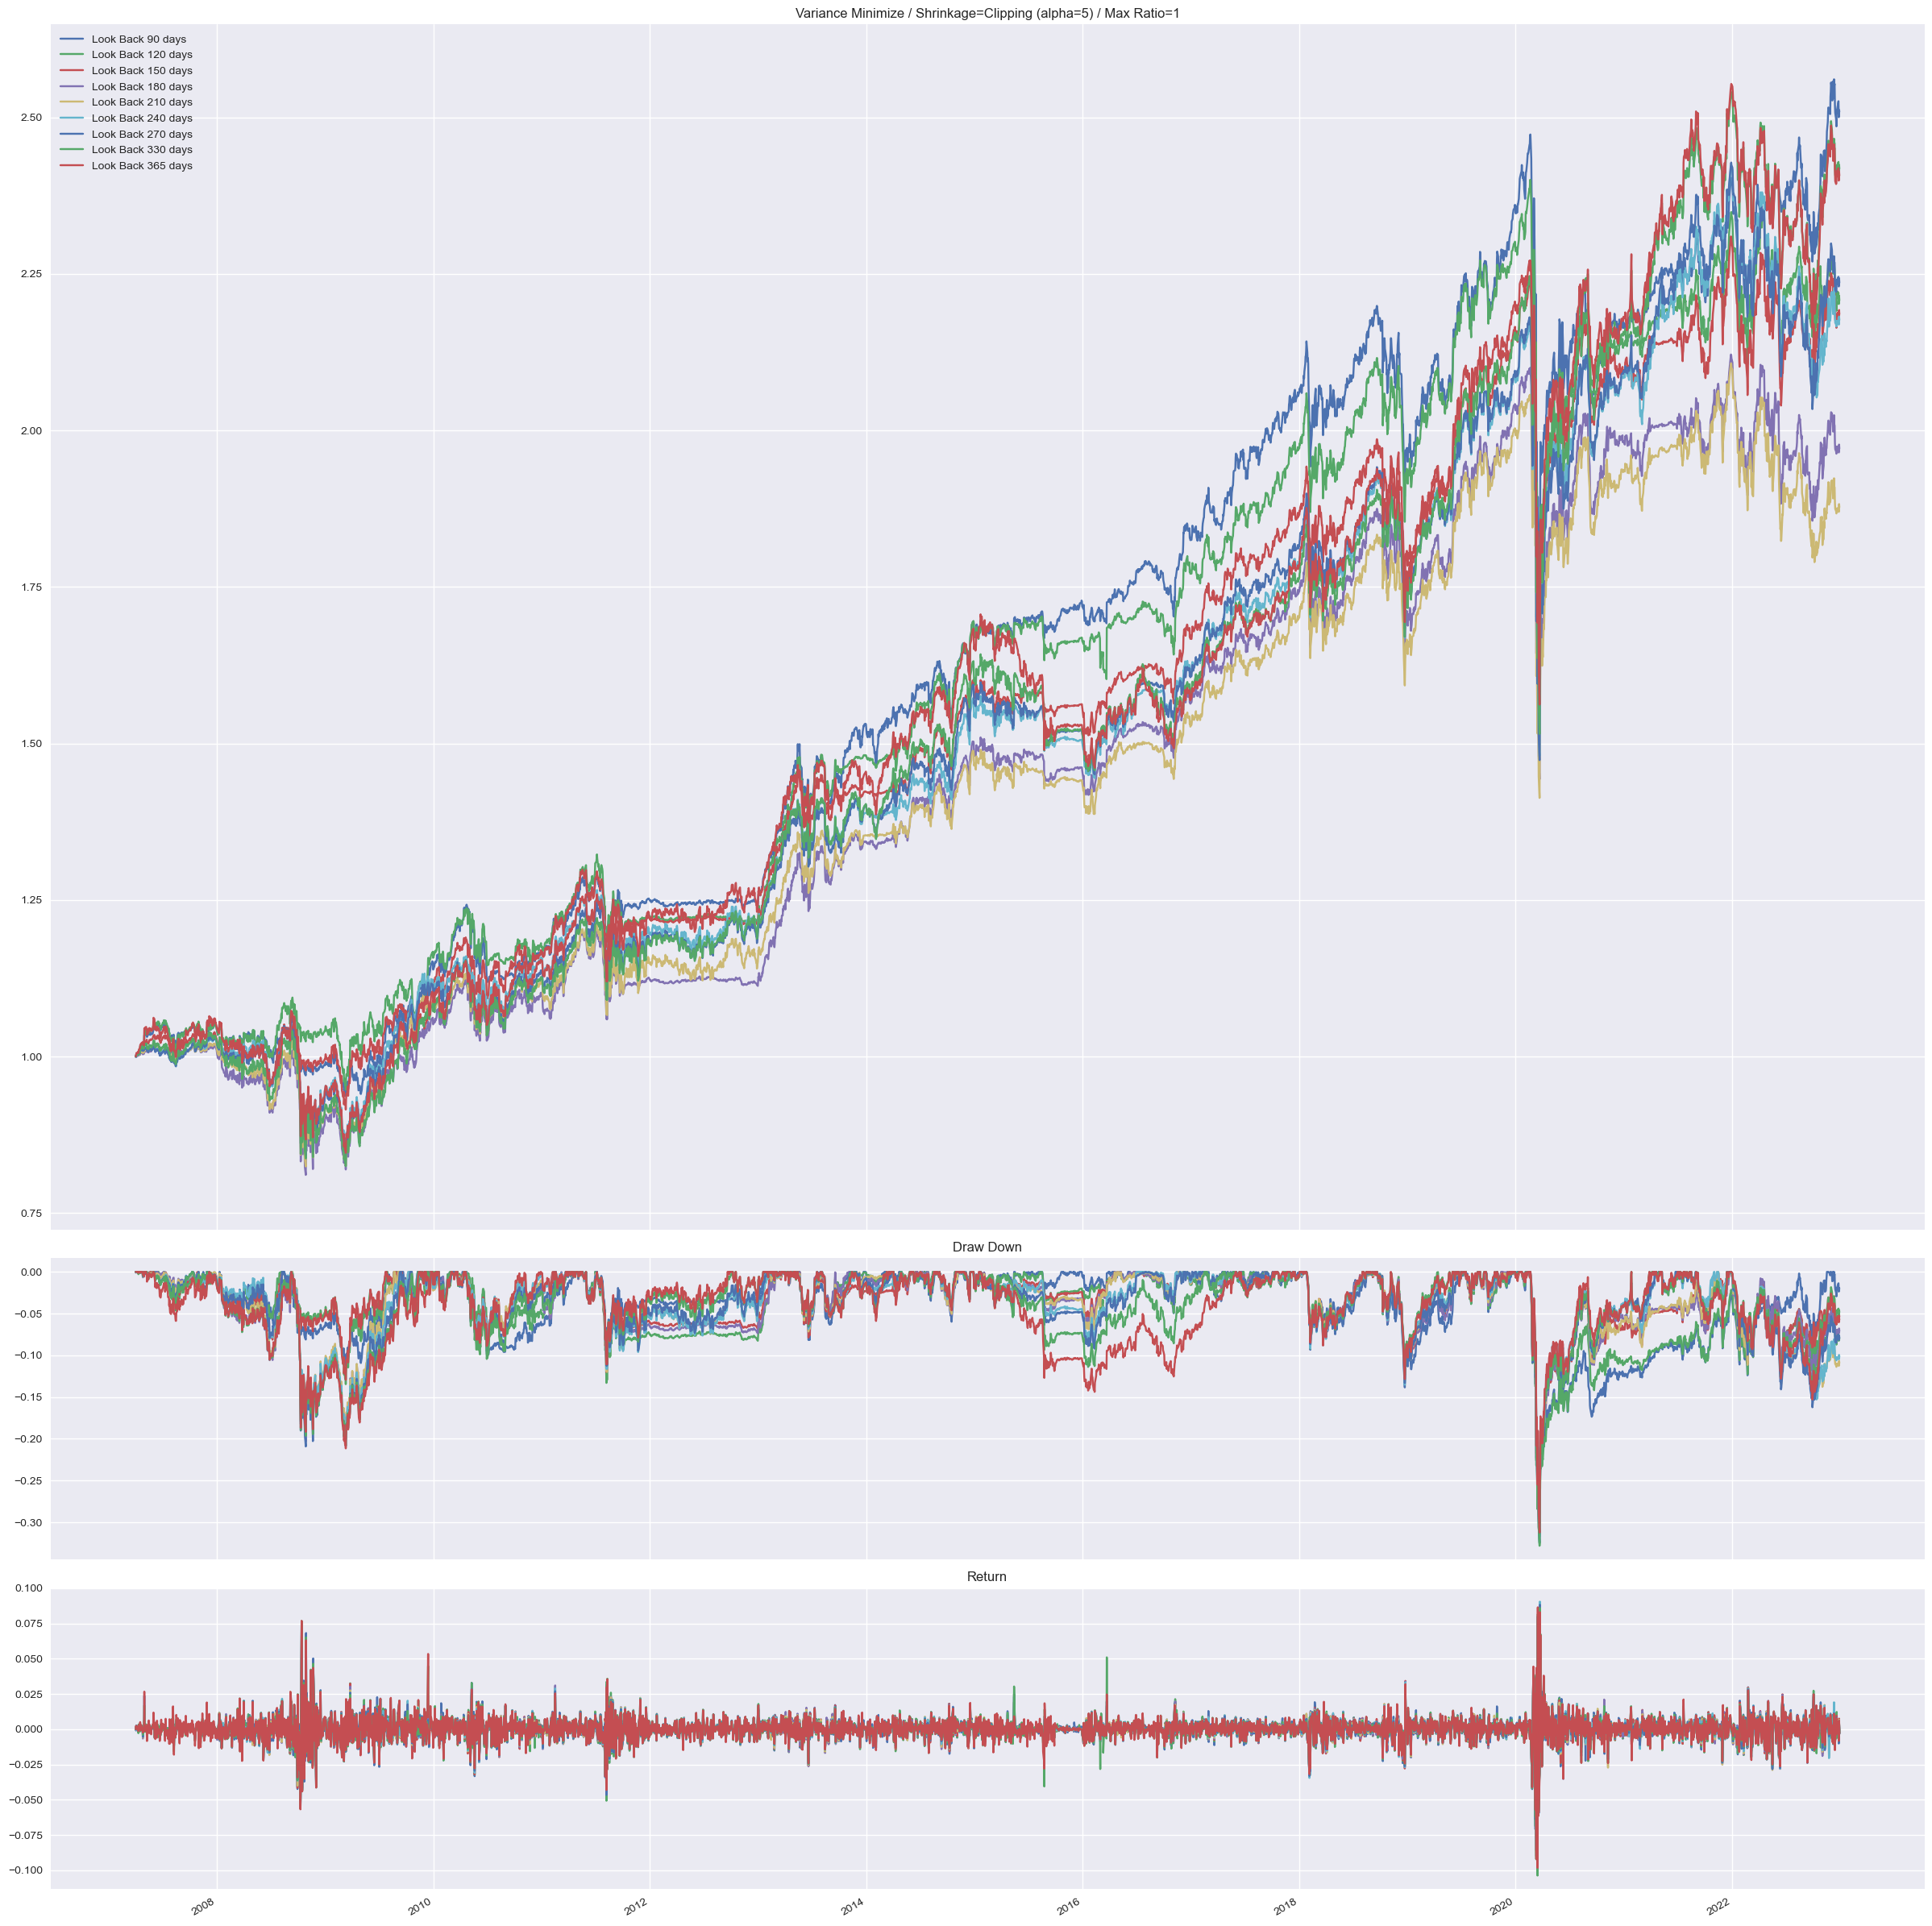 Variance Minimize / Shrinkage=Clipping (alpha=5) / Max Ratio=1
Look Back 90 days
Look Back 120 days
Look Back 150 days
Look Back 180 days
Look Back 210 days
Look Back 240 days
Look Back 270 days
Look Back 330 days
Look Back 365 days
2.50
2.25
2.00
1.75
1.50
1.25
1.00
0.75
Draw Down
0.00
−0.05
−0.10
−0.15
−0.20
−0.25
−0.30
Return
0.100
0.075
0.050
0.025
0.000
−0.025
−0.050
−0.075
−0.100
2008
2010
2012
2014
2016
2018
2020
2022